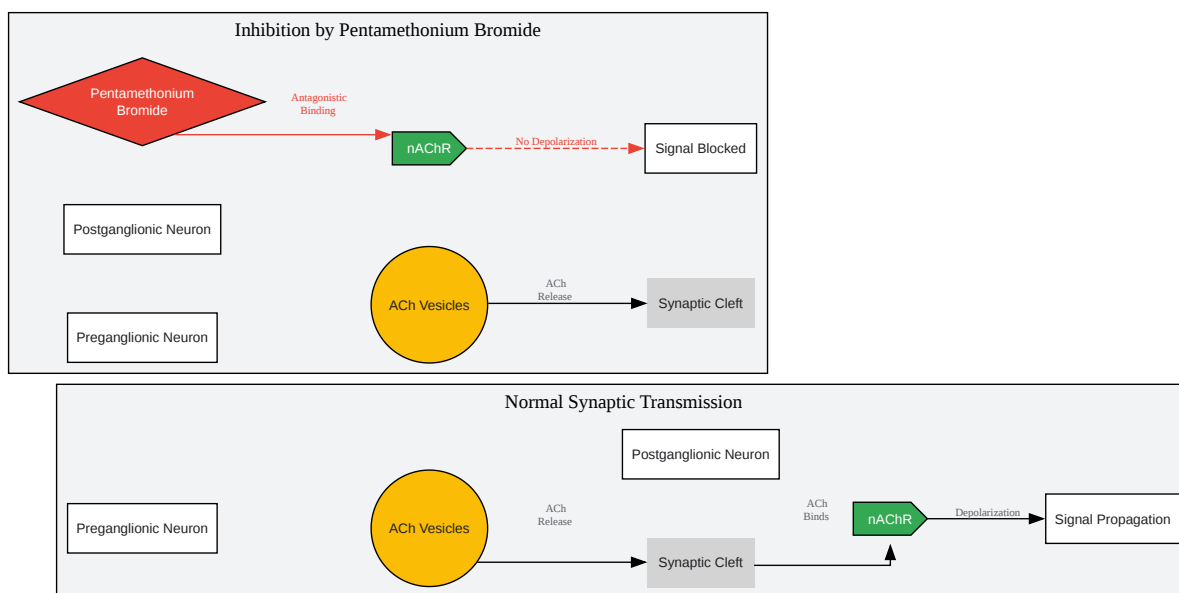 Inhibition by Pentamethonium Bromide
Pentamethonium
Bromide
Antagonistic
Binding
nAChR
No Depolarization
Signal Blocked
Postganglionic Neuron
ACh Vesicles
ACh
Release
Synaptic Cleft
Preganglionic Neuron
Normal Synaptic Transmission
Postganglionic Neuron
Preganglionic Neuron
ACh Vesicles
ACh
Release
Synaptic Cleft
ACh
Binds
nAChR
Depolarization
Signal Propagation